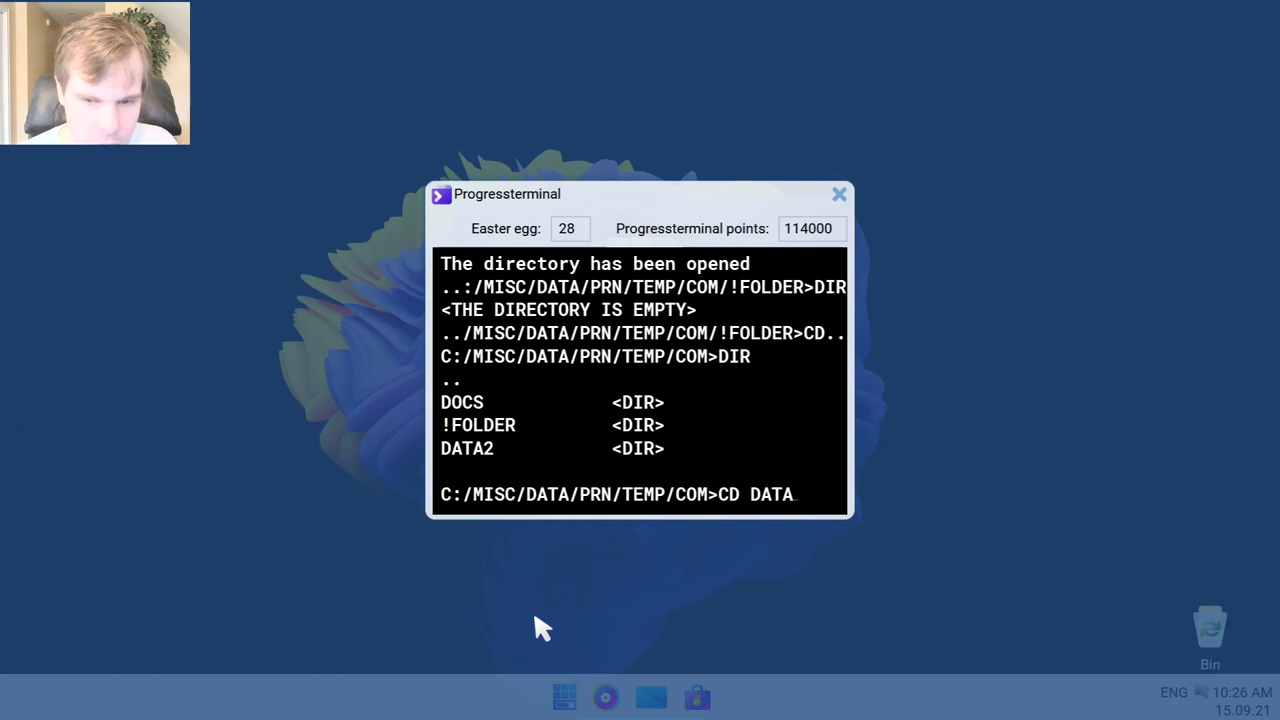 Progressterminal
Easter egg: 28 Progressterminal points: 114000
The directory has been opened
..:/MISC/DATA/PRN/TEMP/COM/!FOLDER>DIR
<THE DIRECTORY IS EMPTY>
../MISC/DATA/PRN/TEMP/COM/!FOLDER>CD..
C:/MISC/DATA/PRN/TEMP/COM>DIR
..
DOCS <DIR>
!FOLDER <DIR>
DATA2 <DIR>
C:/MISC/DATA/PRN/TEMP/COM>CD DATA
Bin
ENG 10:26 AM
15.09.21